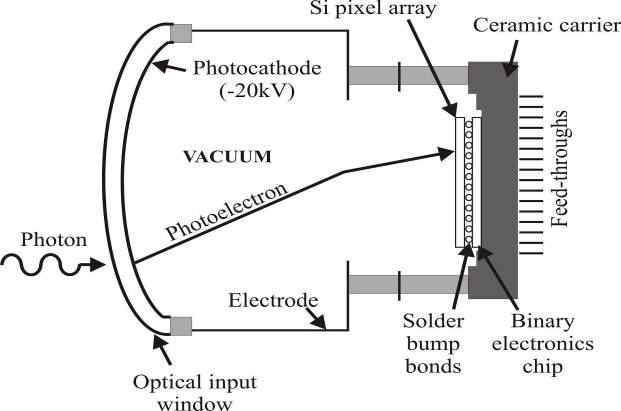 Si pixel array
Ceramic carrier
Photocathode
(-20kV)
VACUUM
Photoelectron
Feed-throughs
Photon
Electrode
Solder
bump
bonds
Binary
electronics
chip
Optical input
window